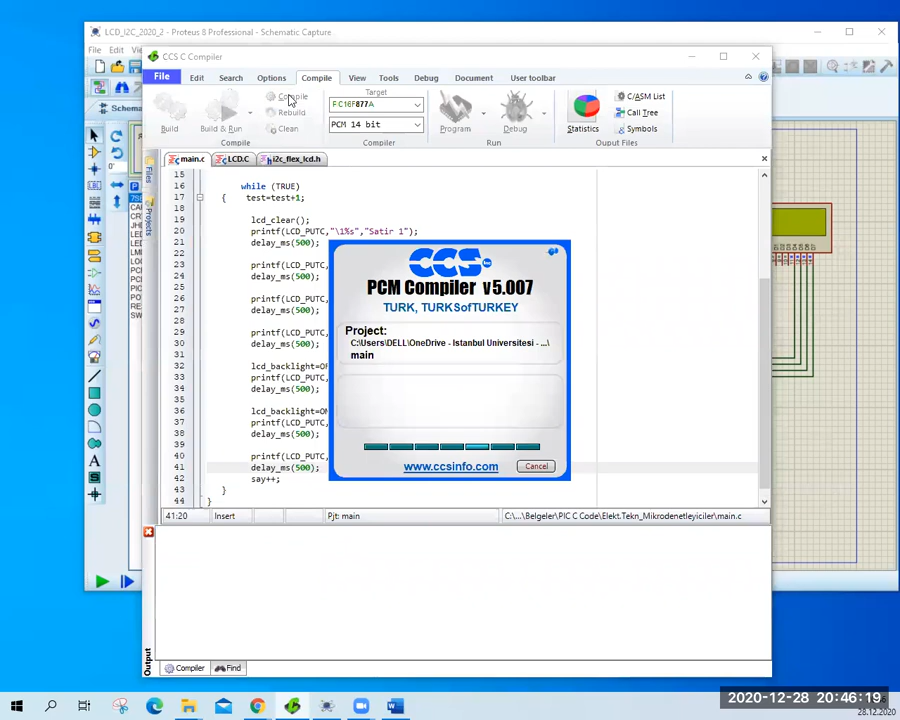 LCD_I2C_2020_2 - Proteus 8 Professional - Schematic Capture
File Edit
CCS C Compiler
File Edit Search Options Compile View Tools Debug Document User toolbar
Build
Build & Run
Compile
Rebuild
Clean
Compile
Target
PCM 14 bit
Compiler
Program
Debug
Run
Statistics
C/ASM List
Call Tree
Symbols
Ouput Files
main.c LCD.C i2c_flex_lcd.h
Files
Projects
15
16 while (TRUE)
17 { test=test+1;
18
19 lcd_clear();
20 printf(LCD_PUTC,"\1%s","Satir 1");
21 delay_ms(500);
22
23 printf(LCD_PUTC,
24 delay_ms(500);
25
26 printf(LCD_PUTC,
27 delay_ms(500);
28
29 printf(LCD_PUTC,
30 delay_ms(500);
31
32 lcd_backlight=OF
33 printf(LCD_PUTC,
34 delay_ms(500);
35
36 lcd_backlight=ON
37 printf(LCD_PUTC,
38 delay_ms(500);
39
40 printf(LCD_PUTC,
41 delay_ms(500);
42 say++;
43 }
44 }
CCS Inc
PCM Compiler v5.007
TURK, TURKSofTURKEY
Project:
C:\Users\DELL\OneDrive - Istanbul Universitesi - ...\
main
www.ccsinfo.com
Cancel
41:20 Insert Pjt: main C:\...\Belgeler\PIC C Code\Elekt.Tekn_Mikrodenetleyiciler\main.c
Output
Compiler Find
2020-12-28 20:46:19
28.12.2020